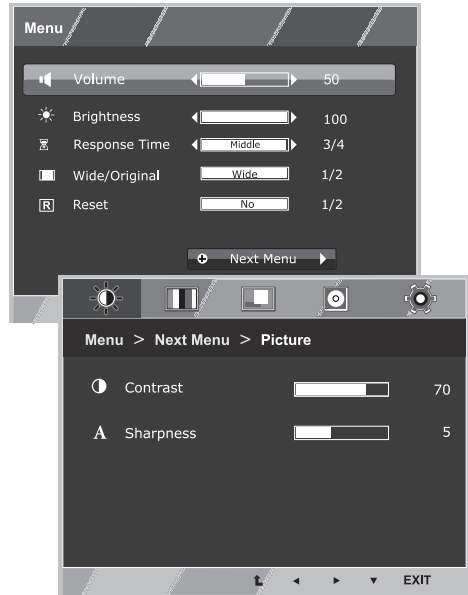 Menu
Volume 50
Brightness 100
Response Time Middle 3/4
Wide/Original Wide 1/2
R Reset No 1/2
Next Menu
Menu > Next Menu > Picture
Contrast 70
A Sharpness 5
EXIT